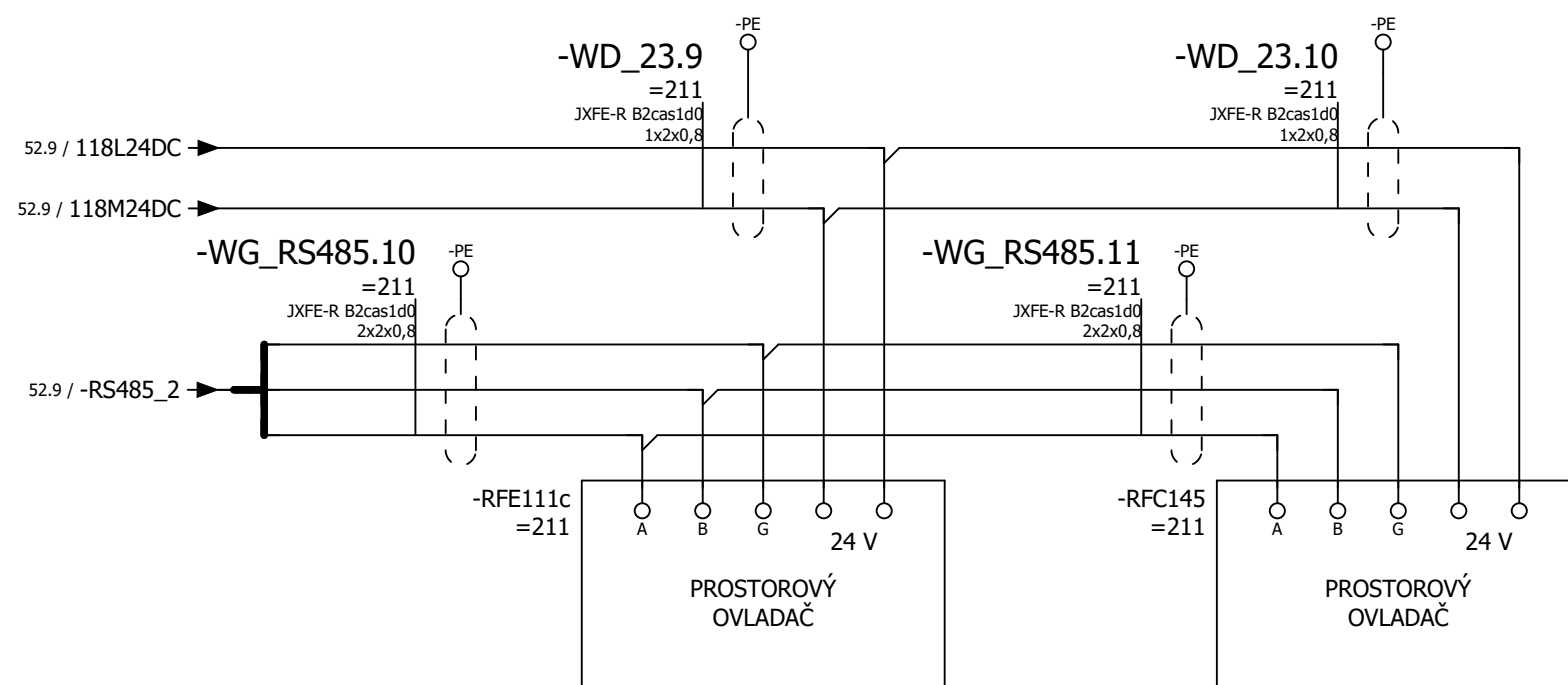 -PE
-WD_23.9
=211
JXFE-R B2cas1d0
1x2x0,8
-PE
-WD_23.10
=211
JXFE-R B2cas1d0
1x2x0,8
52.9 / 118L24DC
52.9 / 118M24DC
-WG_RS485.10
-PE
=211
JXFE-R B2cas1d0
2x2x0,8
-WG_RS485.11
-PE
=211
JXFE-R B2cas1d0
2x2x0,8
52.9 / -RS485_2
-RFE111c
=211
A B G
24 V
PROSTOROVÝ
OVLADAČ
-RFC145
=211
A B G
24 V
PROSTOROVÝ
OVLADAČ